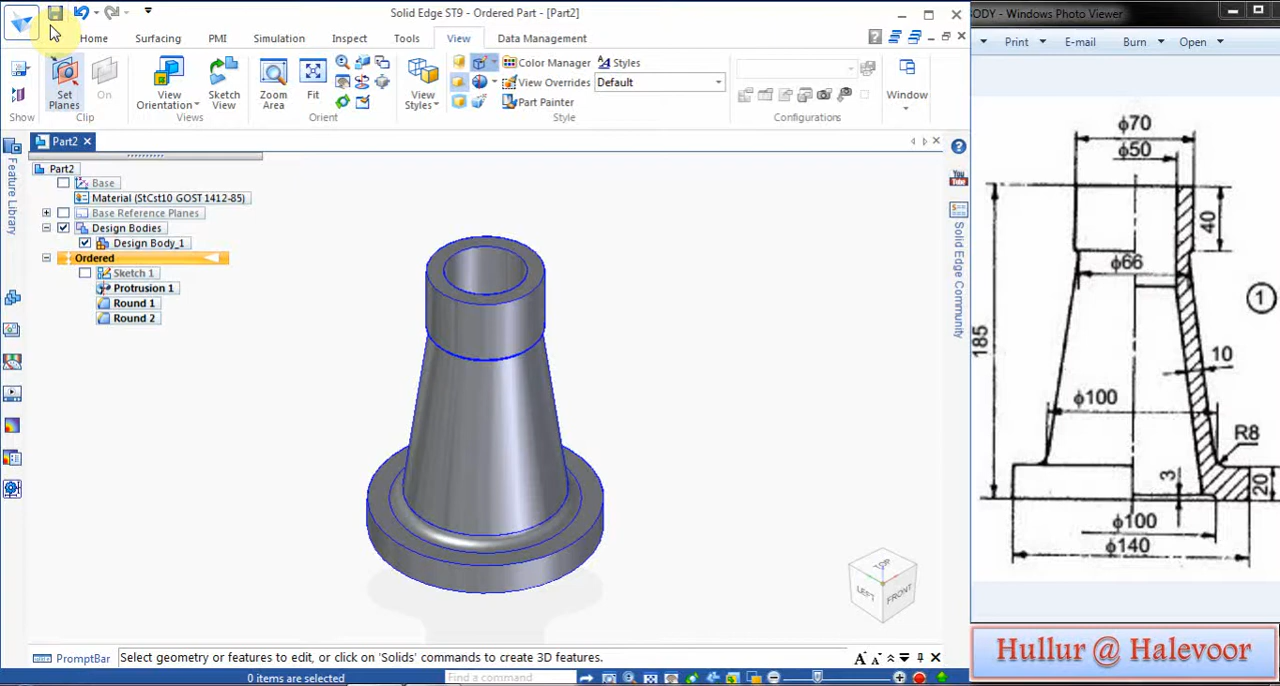 Solid Edge ST9 - Ordered Part - [Part2]
BODY - Windows Photo Viewer
Home Surfacing PMI Simulation Inspect Tools View Data Management
Print E-mail Burn Open
Set Planes
On
View Orientation
Sketch View
Zoom Area
Fit
View Styles
Color Manager
Styles
View Overrides
Default
Part Painter
Window
Show Clip Views Orient Style Configurations
Part2
Feature Library
Part2
Base
Material (StCst10 GOST 1412-85)
Base Reference Planes
Design Bodies
Design Body_1
Ordered
Sketch 1
Protrusion 1
Round 1
Round 2
You Tube
Solid Edge Community
TOP
LEFT
FRONT
ϕ70
ϕ50
40
ϕ66
1
185
10
ϕ100
R8
3
20
ϕ100
ϕ140
PromptBar
Select geometry or features to edit, or click on 'Solids' commands to create 3D features.
0 items are selected
Find a command
Hullur @ Halevoor